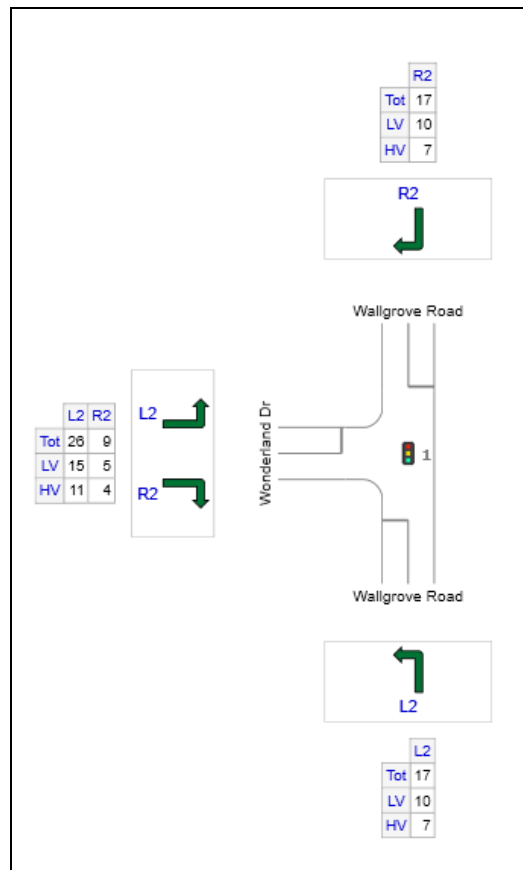 R2
Tot 17
LV 10
HV 7
R2
Wallgrove Road
L2 R2
Tot 26 9
LV 15 5
HV 11 4
L2
R2
Wonderland Dr
1
Wallgrove Road
L2
L2
Tot 17
LV 10
HV 7